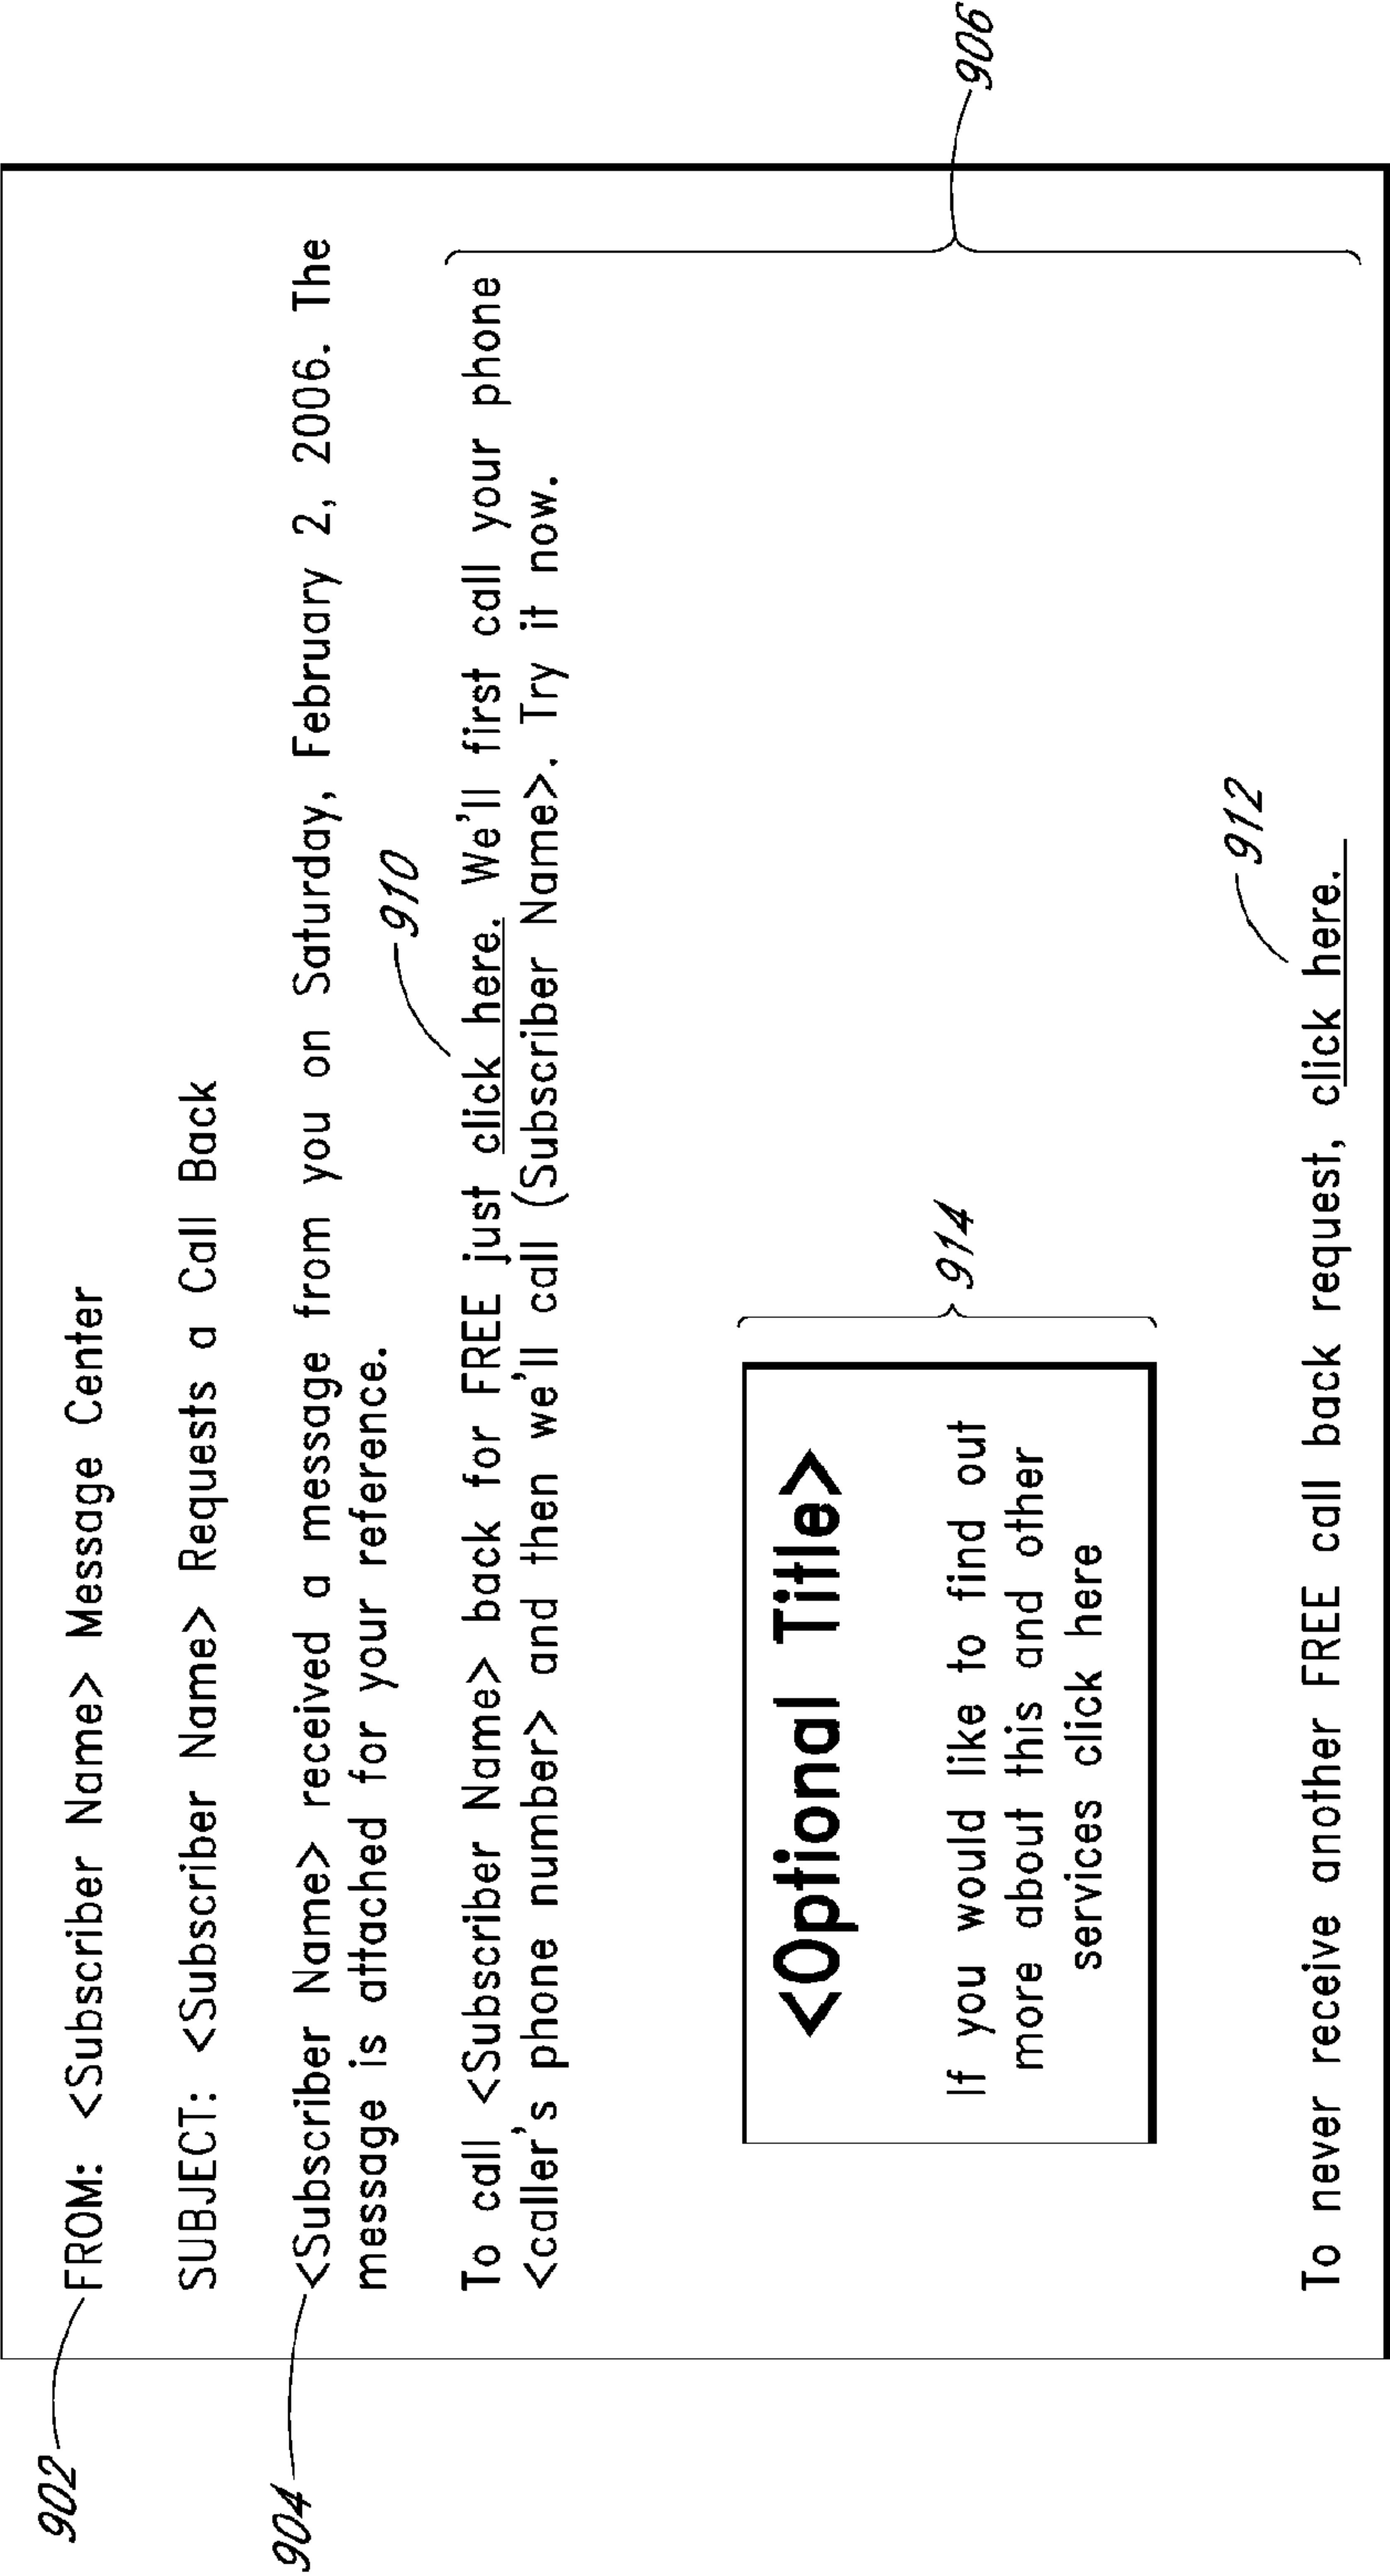 902
FROM: <Subscriber Name> Message Center
SUBJECT: <Subscriber Name> Requests a Call Back
904
<Subscriber Name> received a message from you on Saturday, February 2, 2006. The
message is attached for your reference.
910
To call <Subscriber Name> back for FREE just click here. We'll first call your phone
<caller's phone number> and then we'll call (Subscriber Name>. Try it now.
906
<Optional Title>
If you would like to find out
more about this and other
services click here
914
912
To never receive another FREE call back request, click here.